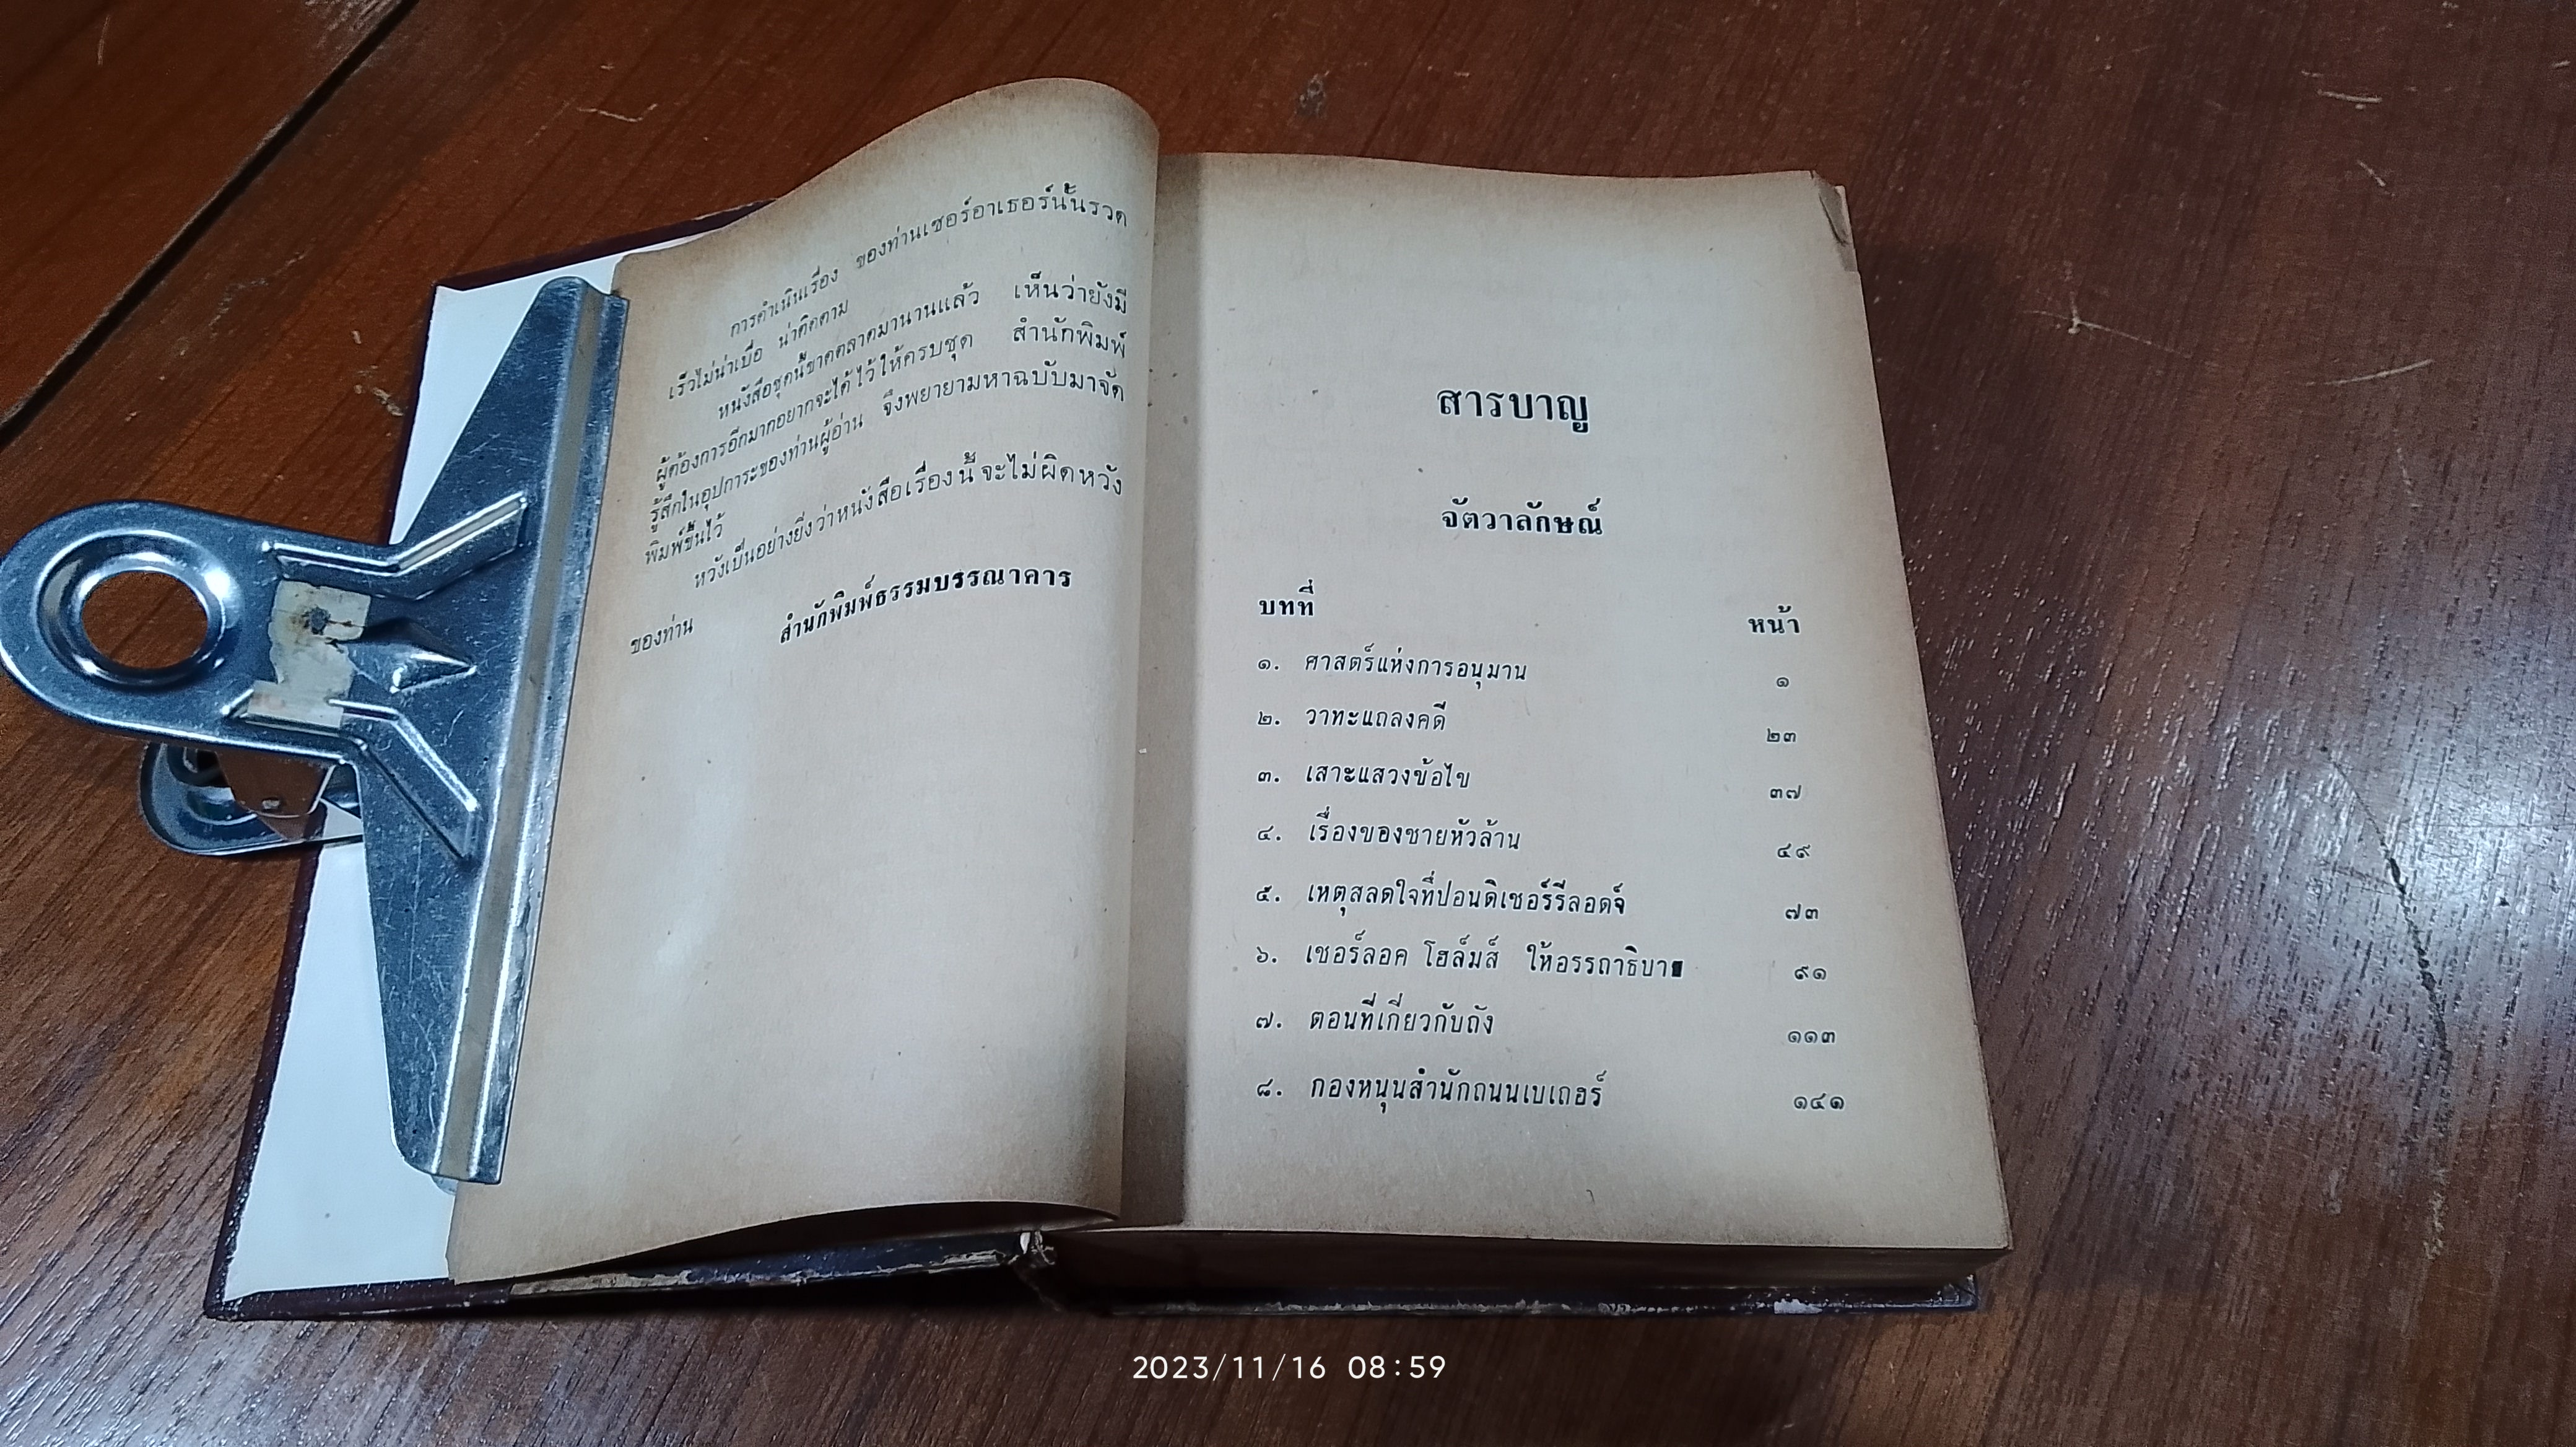 การดำเนินเรื่อง ของท่านเซอร์อาเธอร์นั้นรวด
เร็วไม่น่าเบื่อ น่าติดตาม
หนังสือชุดนี้ขาดตลาดมานานแล้ว เห็นว่ายังมี
ผู้ต้องการอีกมากอยากจะได้ไว้ให้ครบชุด สำนักพิมพ์
รู้สึกในอุปการะของท่านผู้อ่าน จึงพยายามหาฉบับมาจัด
พิมพ์ขึ้นไว้
หวังเป็นอย่างยิ่งว่าหนังสือเรื่องนี้จะไม่ผิดหวัง
ของท่าน
สำนักพิมพ์ธรรมบรรณาคาร
สารบาญ
จัตวาลักษณ์
บทที่ หน้า
๑. ศาสตร์แห่งการอนุมาน ๑
๒. วาทะแถลงคดี ๒๓
๓. เสาะแสวงข้อไข ๓๗
๔. เรื่องของชายหัวล้าน ๔๙
๕. เหตุสลดใจที่ปอนดิเชอร์รีลอดจ์ ๗๓
๖. เชอร์ลอค โฮล์มส์ ให้อรรถาธิบาย ๙๑
๗. ตอนที่เกี่ยวกับถัง ๑๑๓
๘. กองหนุนสำนักถนนเบเกอร์ ๑๔๑
2023/11/16 08:59